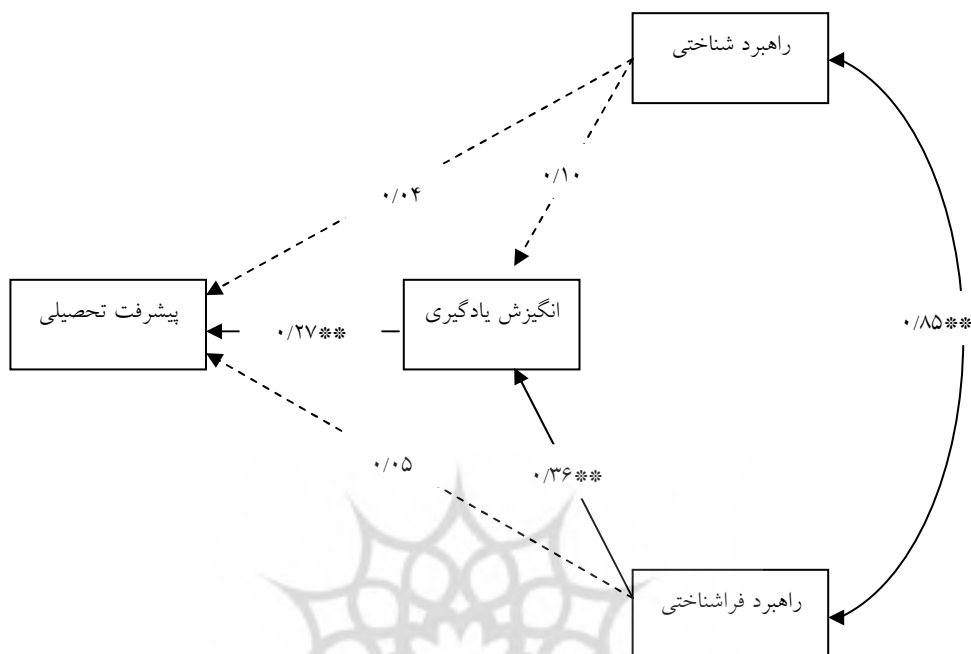 راهبرد شناختی
۰/۱۰
۰/۰۴
پیشرفت تحصیلی
انگیزش یادگیری
۰/۲۷**
۰/۸۵**
۰/۰۵
۰/۳۶**
راهبرد فراشناختی